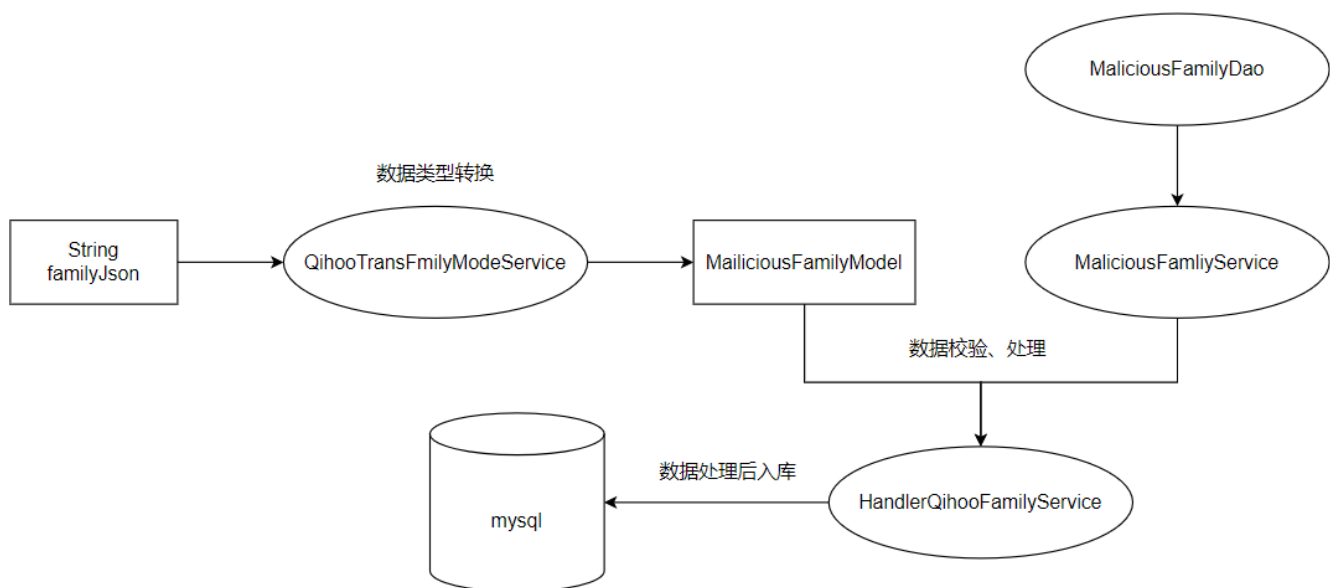 MaliciousFamilyDao
数据类型转换
String
familyJson
QihooTransFmilyModeService
MailiciousFamilyModel
MaliciousFamliyService
数据校验、处理
数据处理后入库
HandlerQihooFamilyService
mysql